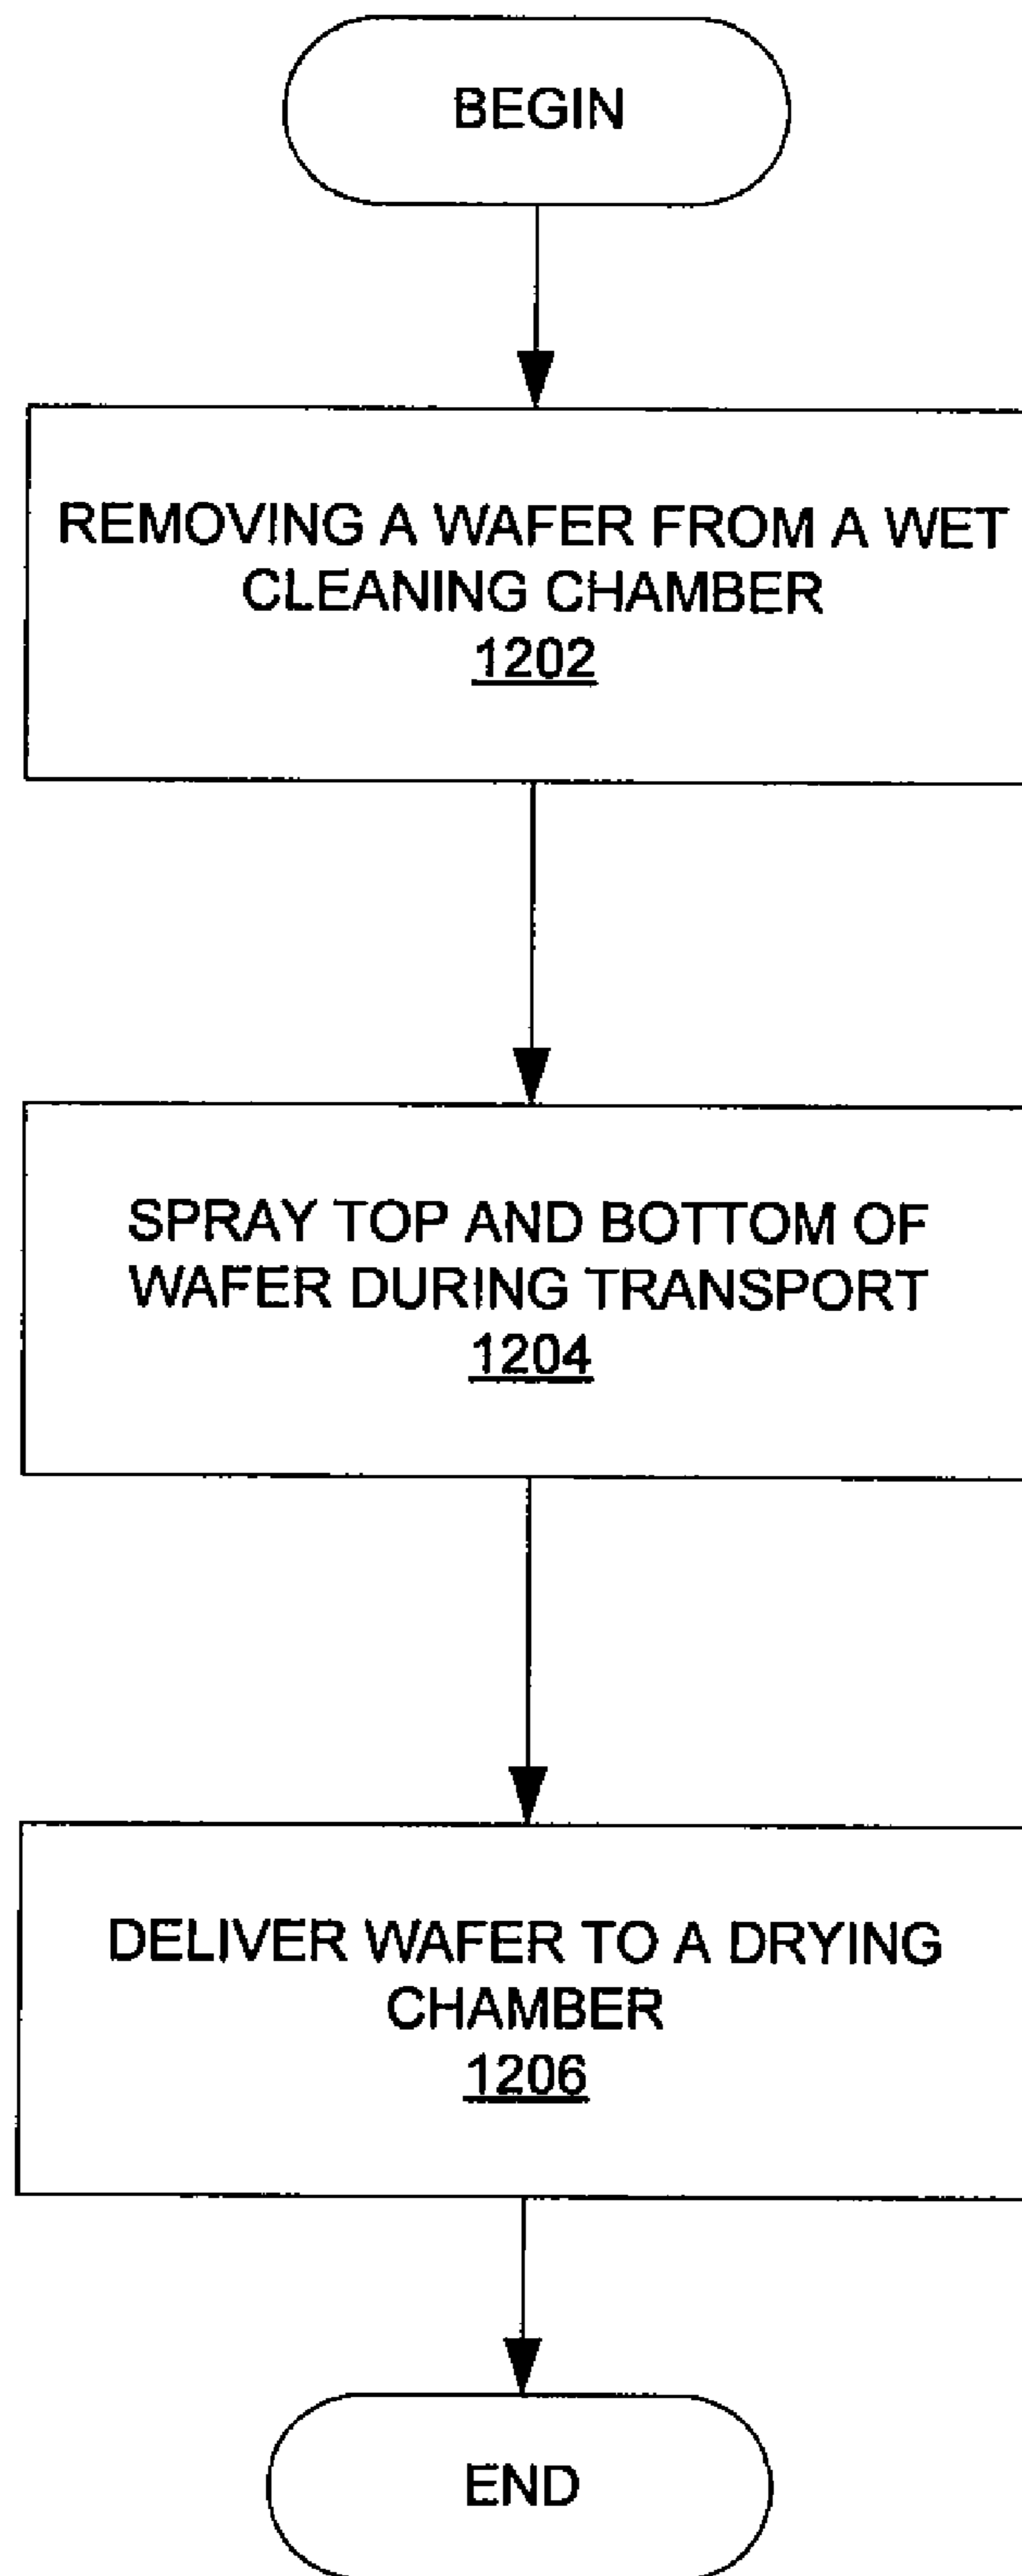 BEGIN
REMOVING A WAFER FROM A WET
CLEANING CHAMBER
1202
SPRAY TOP AND BOTTOM OF
WAFER DURING TRANSPORT
1204
DELIVER WAFER TO A DRYING
CHAMBER
1206
END